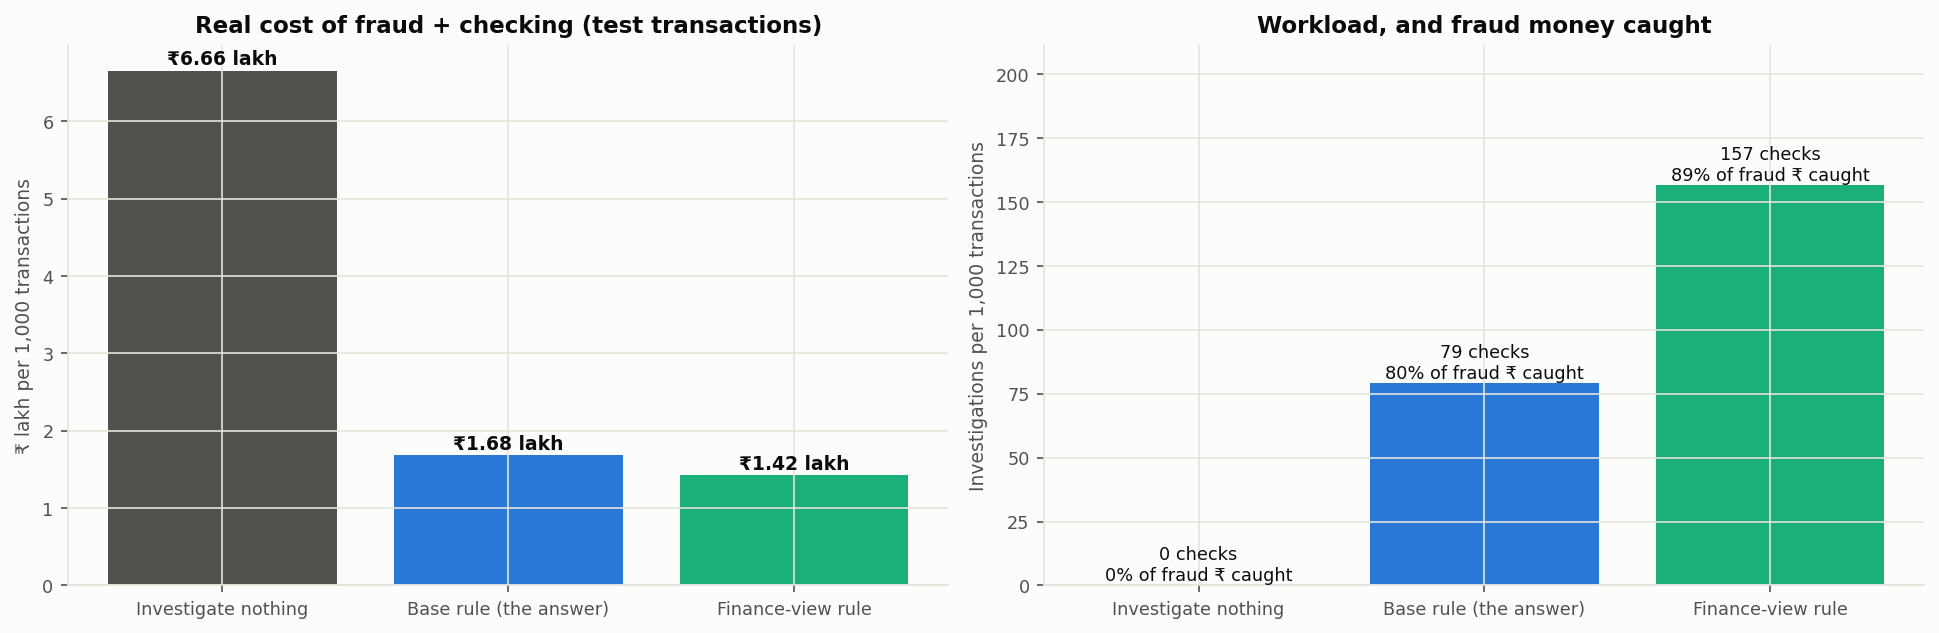 Real cost of fraud + checking (test transactions)
₹ lakh per 1,000 transactions
6
5
4
3
2
1
0
₹6.66 lakh
₹1.68 lakh
₹1.42 lakh
Investigate nothing
Base rule (the answer)
Finance-view rule
Workload, and fraud money caught
Investigations per 1,000 transactions
200
175
150
125
100
75
50
25
0
0 checks
0% of fraud ₹ caught
79 checks
80% of fraud ₹ caught
157 checks
89% of fraud ₹ caught
Investigate nothing
Base rule (the answer)
Finance-view rule